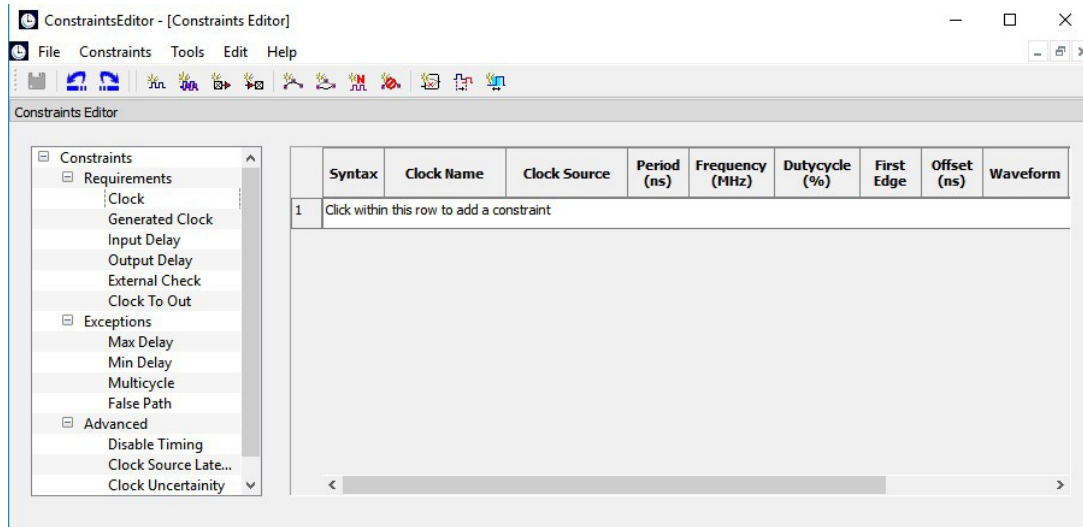 ConstraintsEditor - [Constraints Editor]
File Constraints Tools Edit Help
Constraints Editor
Constraints
Requirements
Clock
Generated Clock
Input Delay
Output Delay
External Check
Clock To Out
Exceptions
Max Delay
Min Delay
Multicycle
False Path
Advanced
Disable Timing
Clock Source Late...
Clock Uncertainity
Syntax Clock Name Clock Source Period (ns) Frequency (MHz) Dutycycle (%) First Edge Offset (ns) Waveform
1 Click within this row to add a constraint